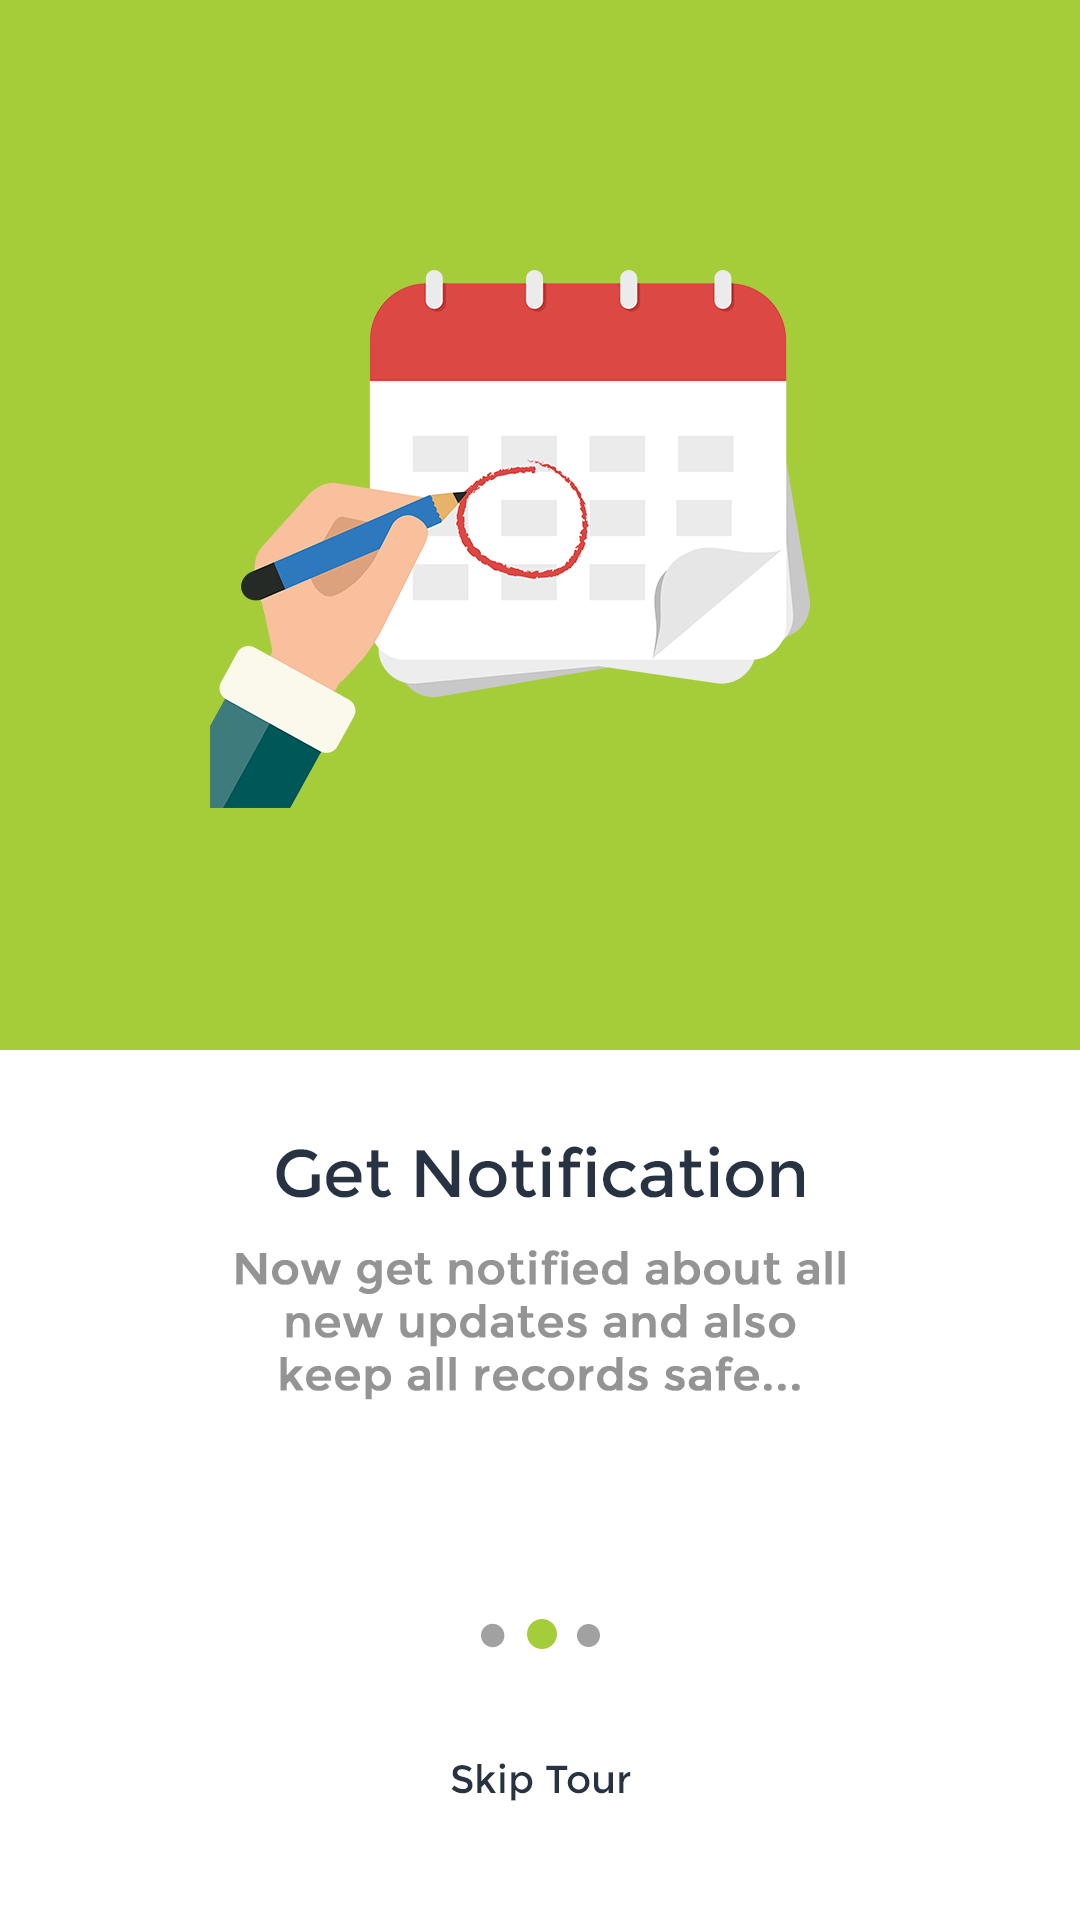 Get Notification
Now get notified about all
new updates and also
keep all records safe...
Skip Tour